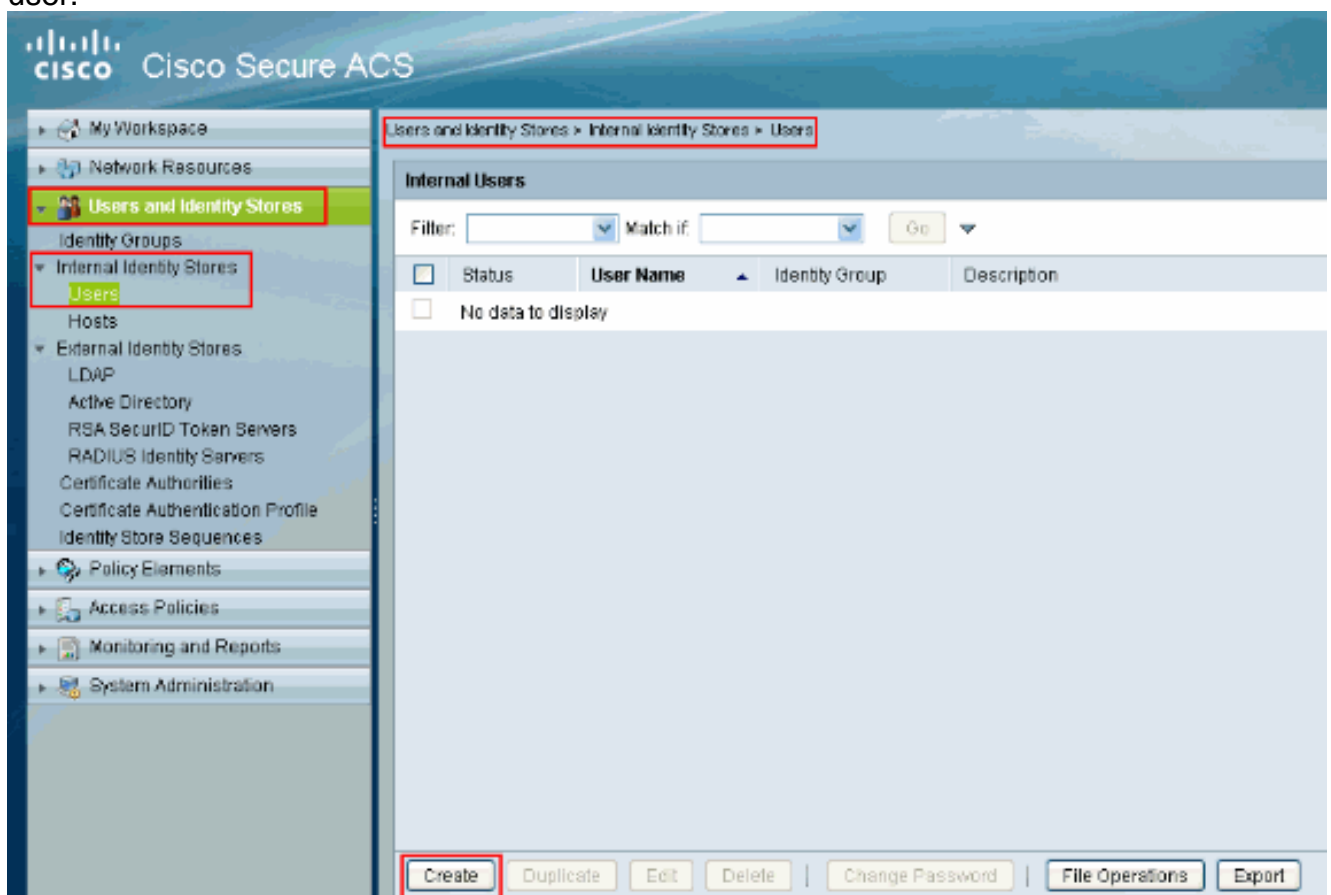 user.
CISCO Cisco Secure ACS
My Workspace
Network Resources
Users and Identity Stores
Identity Groups
Internal Identity Stores
Users
Hosts
External Identity Stores
LDAP
Active Directory
RSA SecurID Token Servers
RADIUS Identity Servers
Certificate Authorities
Certificate Authentication Profile
Identity Store Sequences
Policy Elements
Access Policies
Monitoring and Reports
System Administration
Users and Identity Stores > Internal Identity Stores > Users
Internal Users
Filter: Match if: Go
Status User Name Identity Group Description
No data to display
Create Duplicate Edit Delete | Change Password | File Operations Export